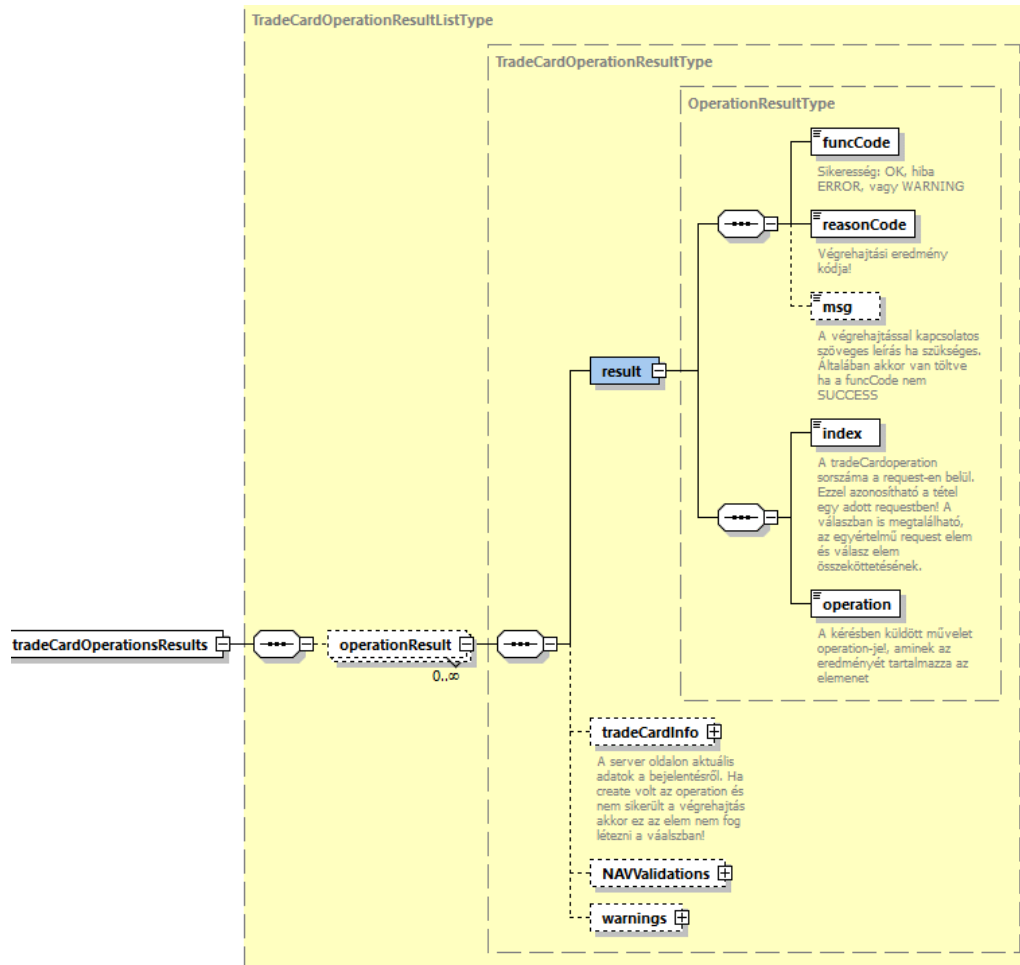 TradeCardOperationResultListType
TradeCardOperationResultType
OperationResultType
funcCode
Sikeresség: OK, hiba
ERROR, vagy WARNING
reasonCode
Végrehajtási eredmény
kódja!
msg
A végrehajtással kapcsolatos
szöveges leírás ha szükséges.
Általában akkor van töltve
ha a funcCode nem
SUCCESS
result
index
A tradeCardoperation
sorszáma a request-en belül.
Ezzel azonosítható a tétel
egy adott requestben! A
válaszban is megtalálható,
az egyértelmű request elem
és válasz elem
összeköttetésének.
operation
A kérésben küldött művelet
operation-je!, aminek az
eredményét tartalmazza az
elemenet
tradeCardOperationsResults
operationResult
0..∞
tradeCardInfo
A server oldalon aktuális
adatok a bejelentésről. Ha
create volt az operation és
nem sikerült a végrehajtás
akkor ez az elem nem fog
létezni a váalszban!
NAVValidations
warnings